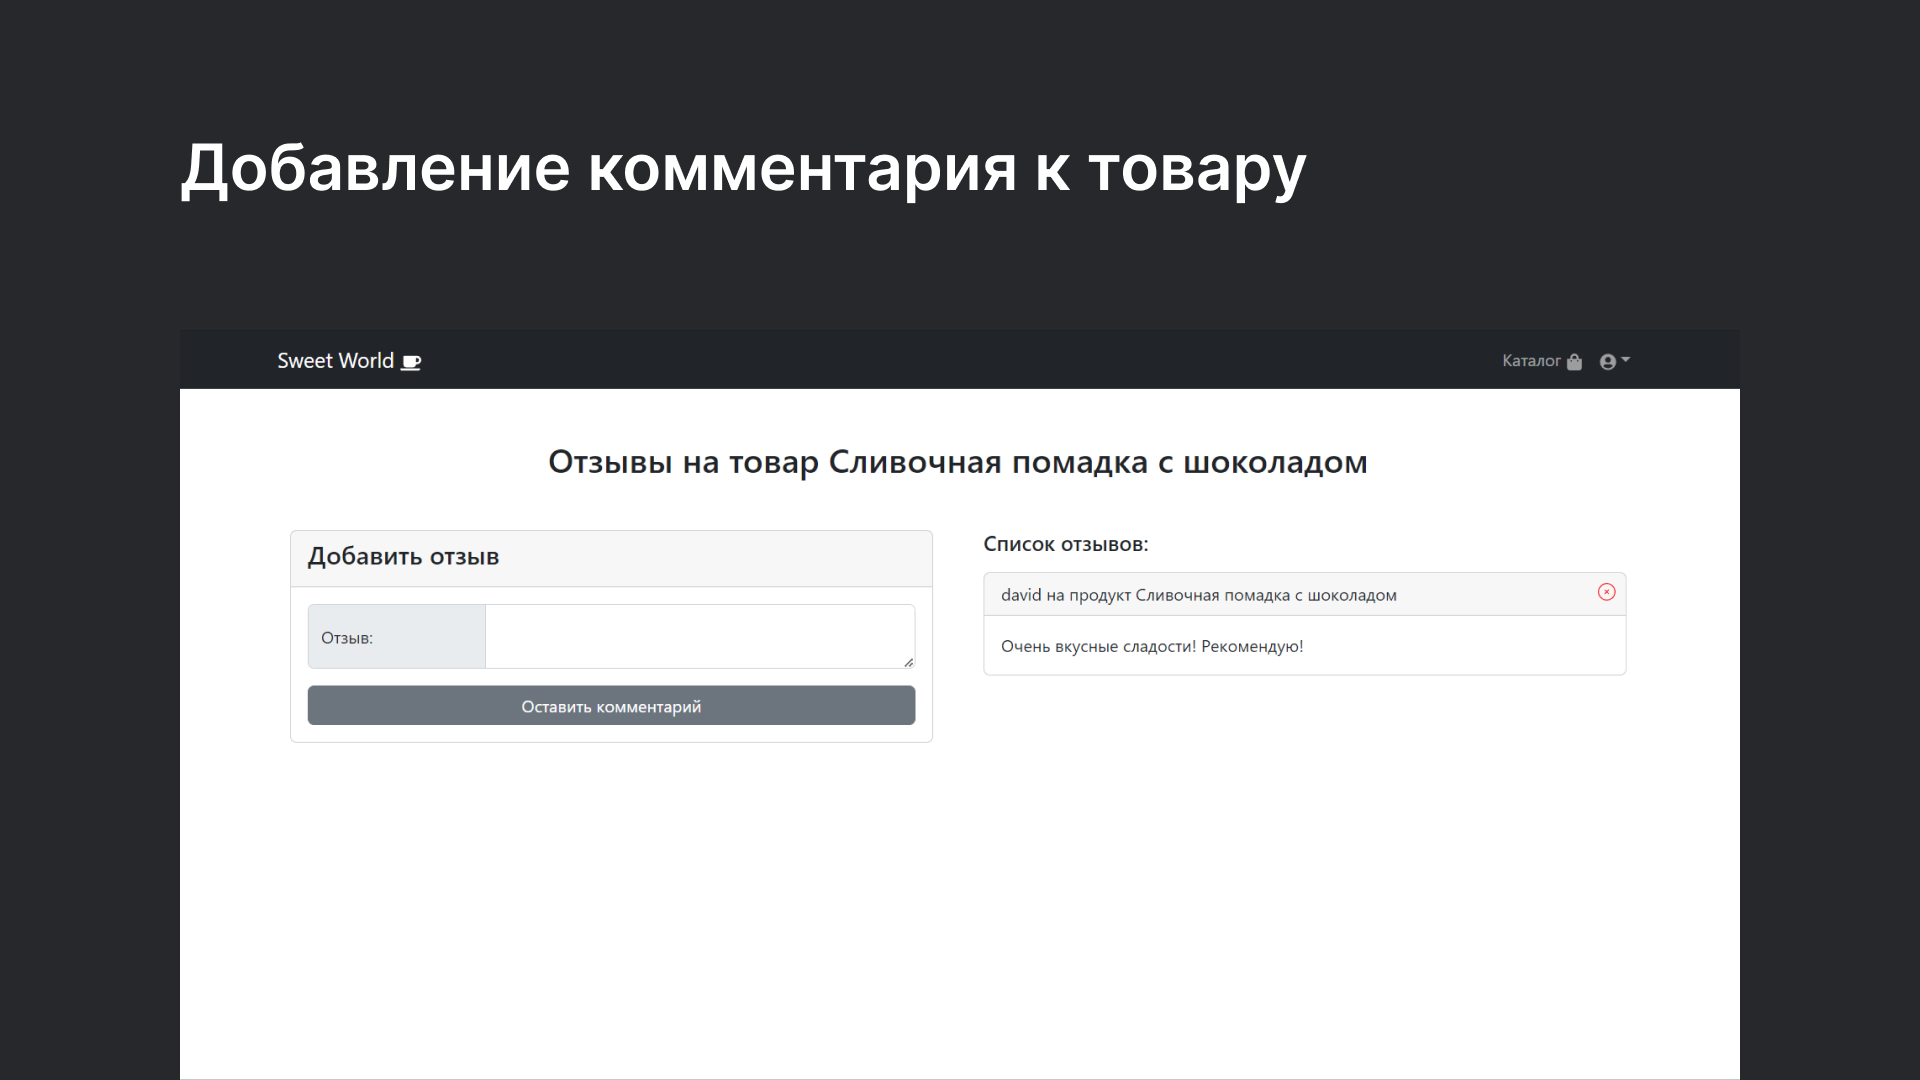 Добавление комментария к товару
Sweet World
Каталог
Отзывы на товар Сливочная помадка с шоколадом
Добавить отзыв
Отзыв:
Оставить комментарий
Список отзывов:
david на продукт Сливочная помадка с шоколадом
Очень вкусные сладости! Рекомендую!